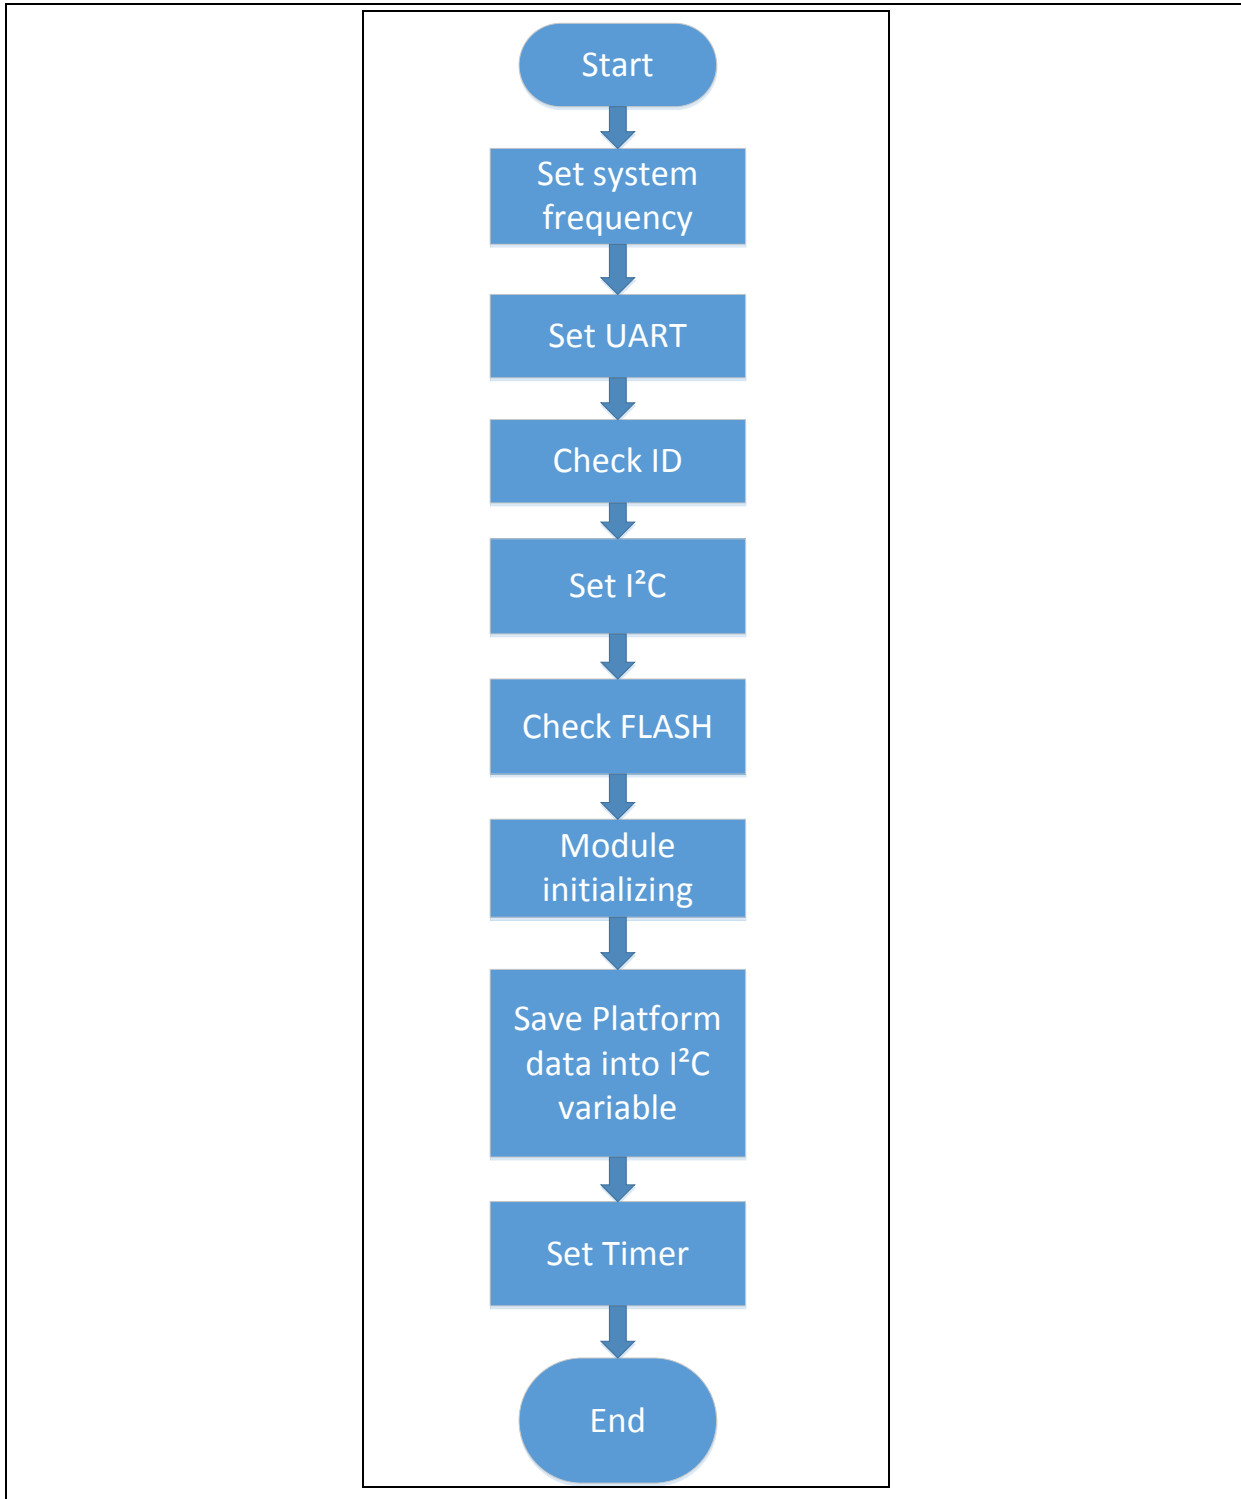 Start
Set system
frequency
Set UART
Check ID
Set I²C
Check FLASH
Module
initializing
Save Platform
data into I²C
variable
Set Timer
End